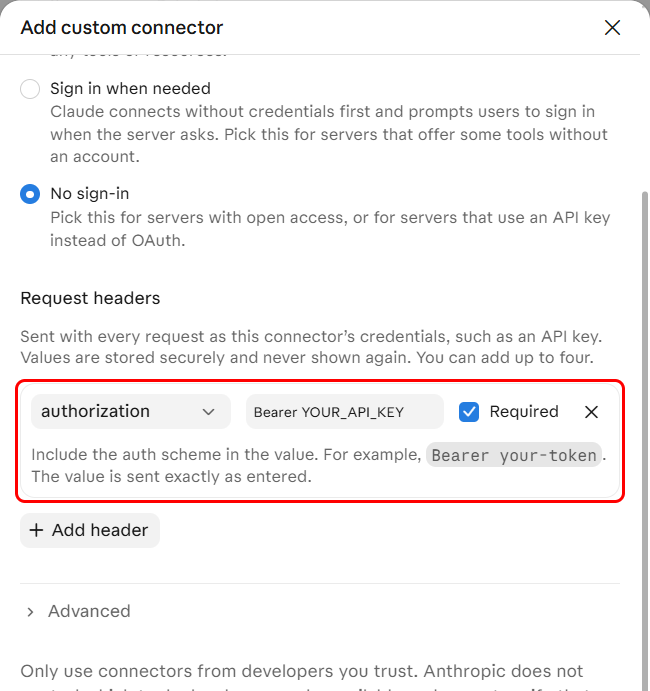 Add custom connector
any tools or resources.
Sign in when needed
Claude connects without credentials first and prompts users to sign in
when the server asks. Pick this for servers that offer some tools without
an account.
No sign-in
Pick this for servers with open access, or for servers that use an API key
instead of OAuth.
Request headers
Sent with every request as this connector’s credentials, such as an API key.
Values are stored securely and never shown again. You can add up to four.
authorization Bearer YOUR_API_KEY Required
Include the auth scheme in the value. For example, Bearer your-token.
The value is sent exactly as entered.
+ Add header
Advanced
Only use connectors from developers you trust. Anthropic does not